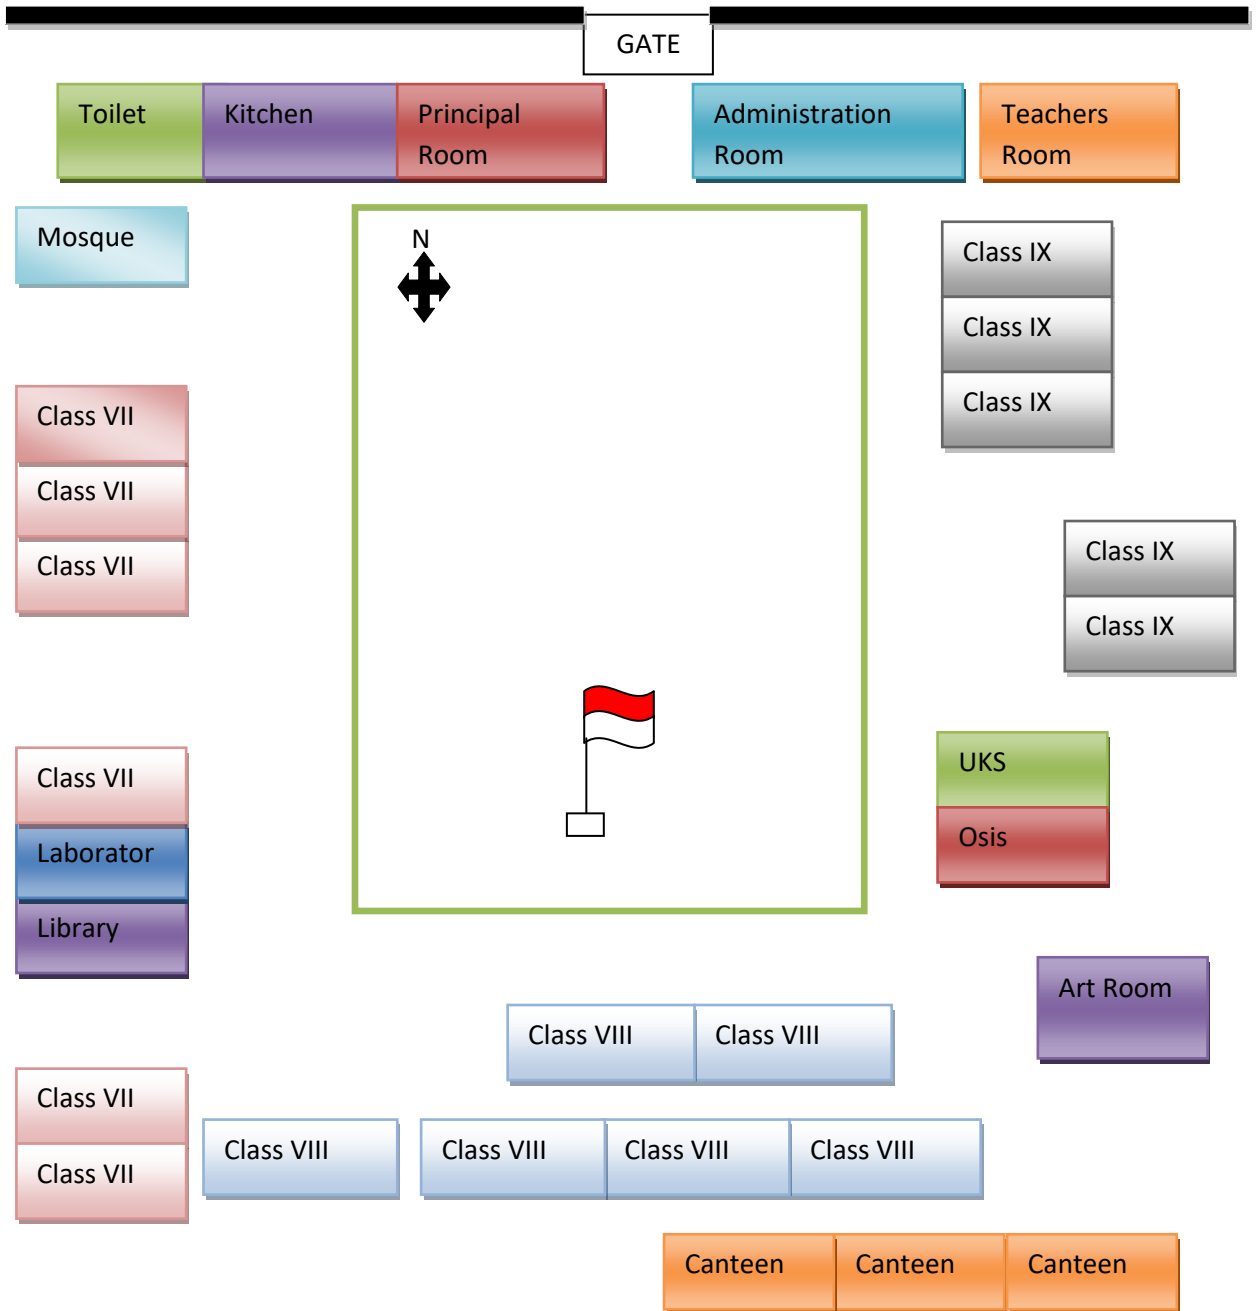 GATE
Toilet
Kitchen
Principal
Room
Administration
Room
Teachers
Room
Mosque
N
Class IX
Class IX
Class IX
Class VII
Class VII
Class VII
Class IX
Class IX
Class VII
Laborator
Library
UKS
Osis
Art Room
Class VIII
Class VIII
Class VII
Class VII
Class VIII
Class VIII
Class VIII
Class VIII
Canteen
Canteen
Canteen